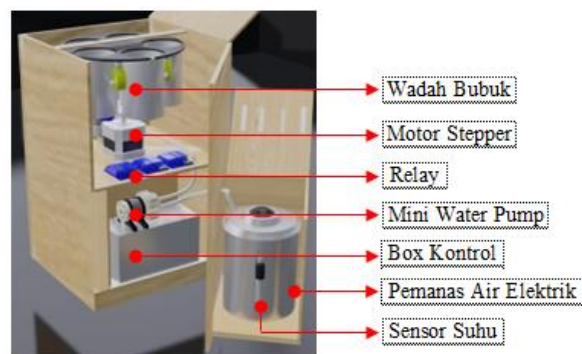 Wadah Bubuk
Motor Stepper
Relay
Mini Water Pump
Box Kontrol
Pemanas Air Elektrik
Sensor Suhu